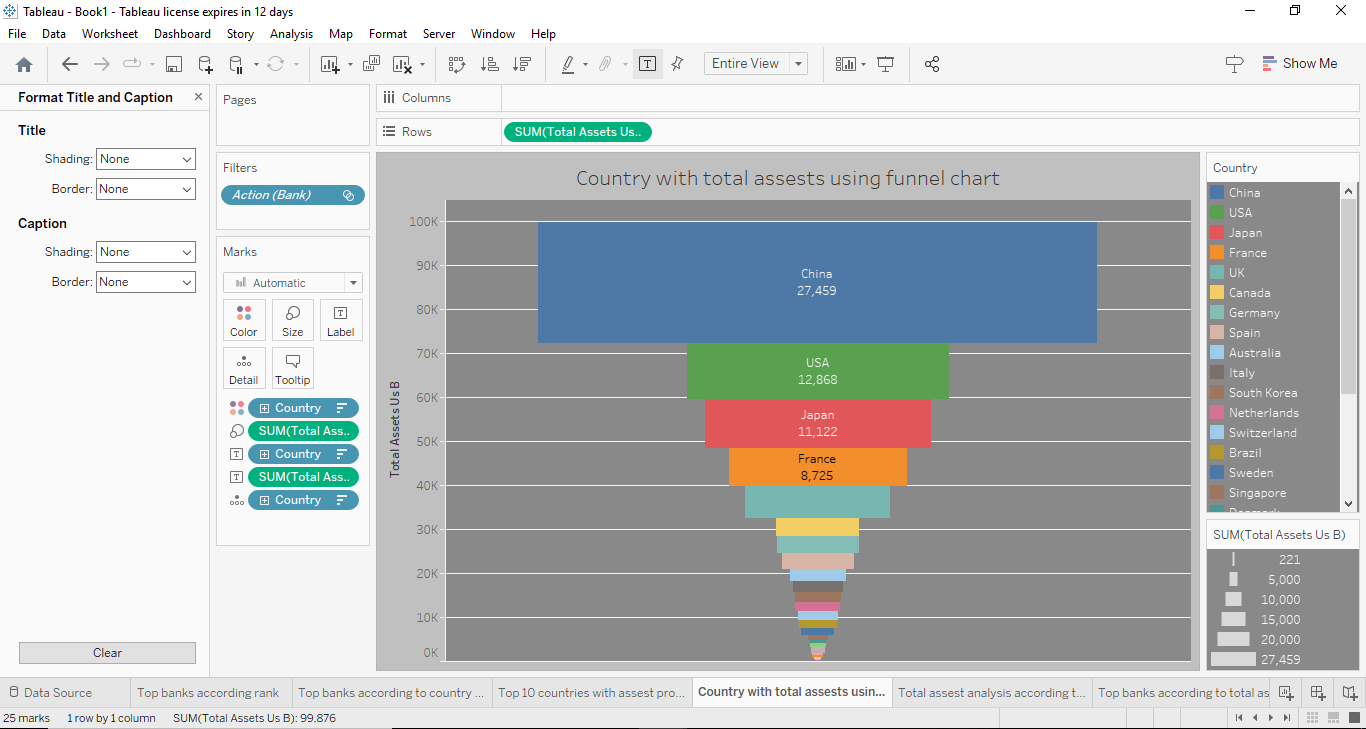 Tableau - Book1 - Tableau license expires in 12 days
File Data Worksheet Dashboard Story Analysis Map Format Server Window Help
Entire View
Show Me
Format Title and Caption
Title
Shading: None
Border: None
Caption
Shading: None
Border: None
Clear
Pages
Filters
Action (Bank)
Marks
Automatic
Color Size Label
Detail Tooltip
Country
SUM(Total Ass..
Country
SUM(Total Ass..
Country
Columns
Rows SUM(Total Assets Us..
Country with total assests using funnel chart
Total Assets Us B
100K
90K
80K
70K
60K
50K
40K
30K
20K
10K
0K
China
27,459
USA
12,868
Japan
11,122
France
8,725
Country
China
USA
Japan
France
UK
Canada
Germany
Spain
Australia
Italy
South Korea
Netherlands
Switzerland
Brazil
Sweden
Singapore
SUM(Total Assets Us B)
221
5,000
10,000
15,000
20,000
27,459
Data Source Top banks according rank Top banks according to country ... Top 10 countries with assest pro... Country with total assests usin... Total assest analysis according t... Top banks according to total as
25 marks 1 row by 1 column SUM(Total Assets Us B): 99,876